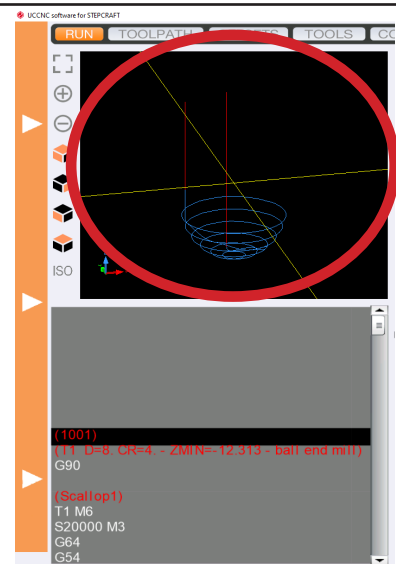 UCCNC software for STEPCRAFT
RUN TOOLPATH TOOLS CO
ISO
(1001)
(T1 D=8. CR=4. - ZMIN=-12.313 - ball end mill)
G90
(Scallop1)
T1 M6
S20000 M3
G64
G54